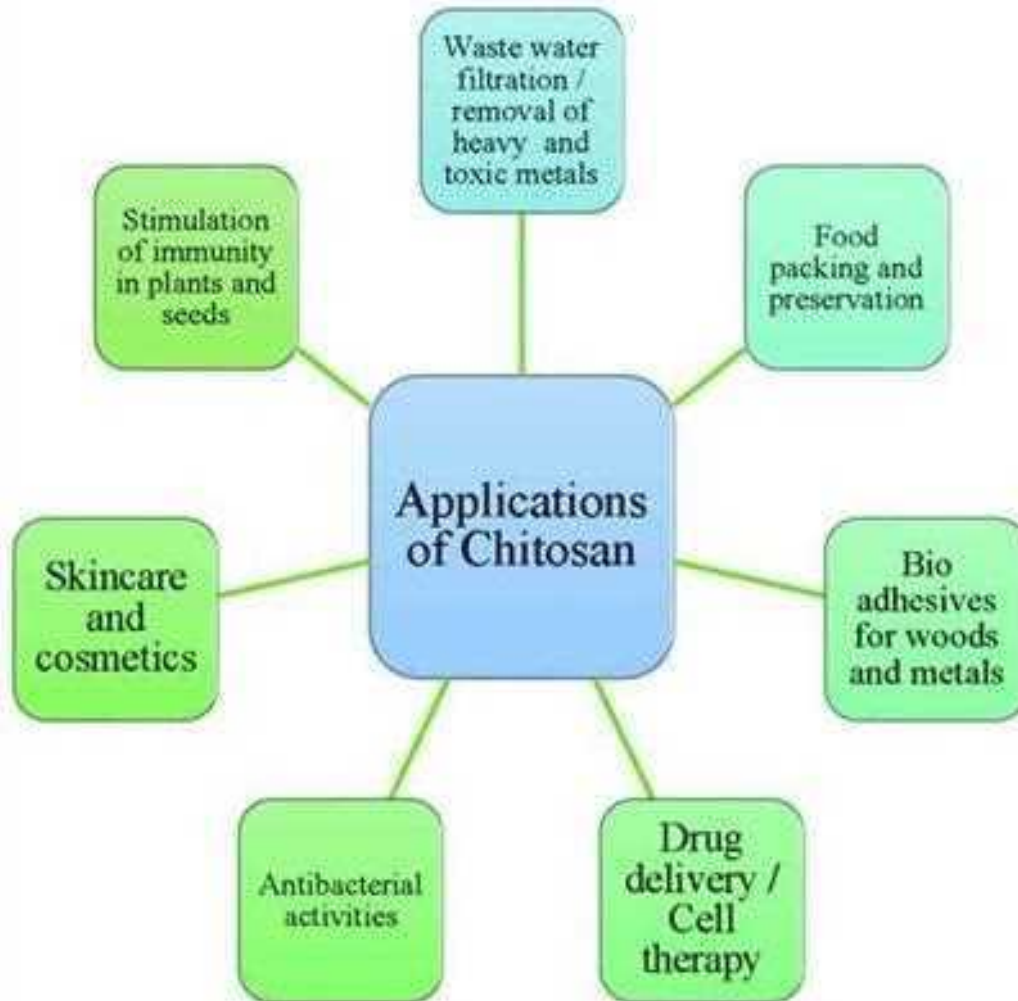 Waste water
filtration /
removal of
heavy and
toxic metals
Stimulation
of immunity
in plants and
seeds
Food
packing and
preservation
Applications
of Chitosan
Skincare
and
cosmetics
Bio
adhesives
for woods
and metals
Antibacterial
activities
Drug
delivery /
Cell
therapy